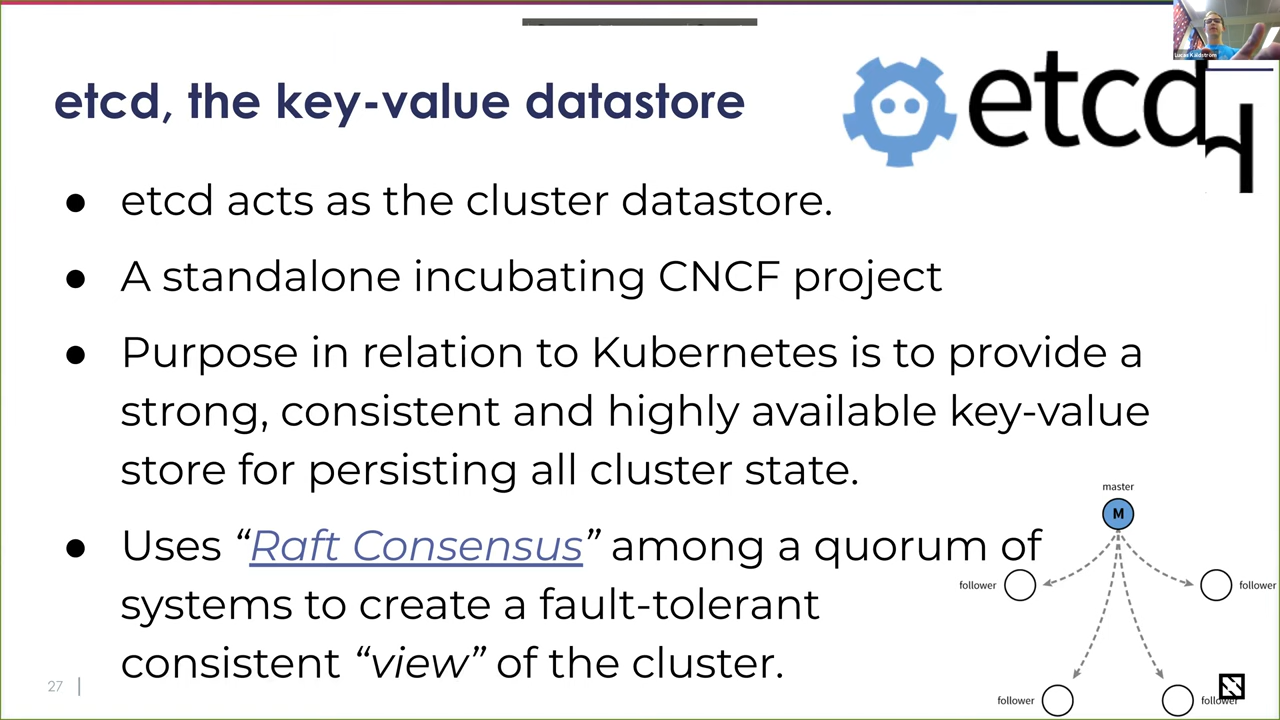 Lucas Käldström
etcd
etcd, the key-value datastore
● etcd acts as the cluster datastore.
● A standalone incubating CNCF project
● Purpose in relation to Kubernetes is to provide a
strong, consistent and highly available key-value
store for persisting all cluster state.
● Uses “Raft Consensus” among a quorum of
systems to create a fault-tolerant
consistent “view” of the cluster.
master
M
follower
follower
follower
follower
27